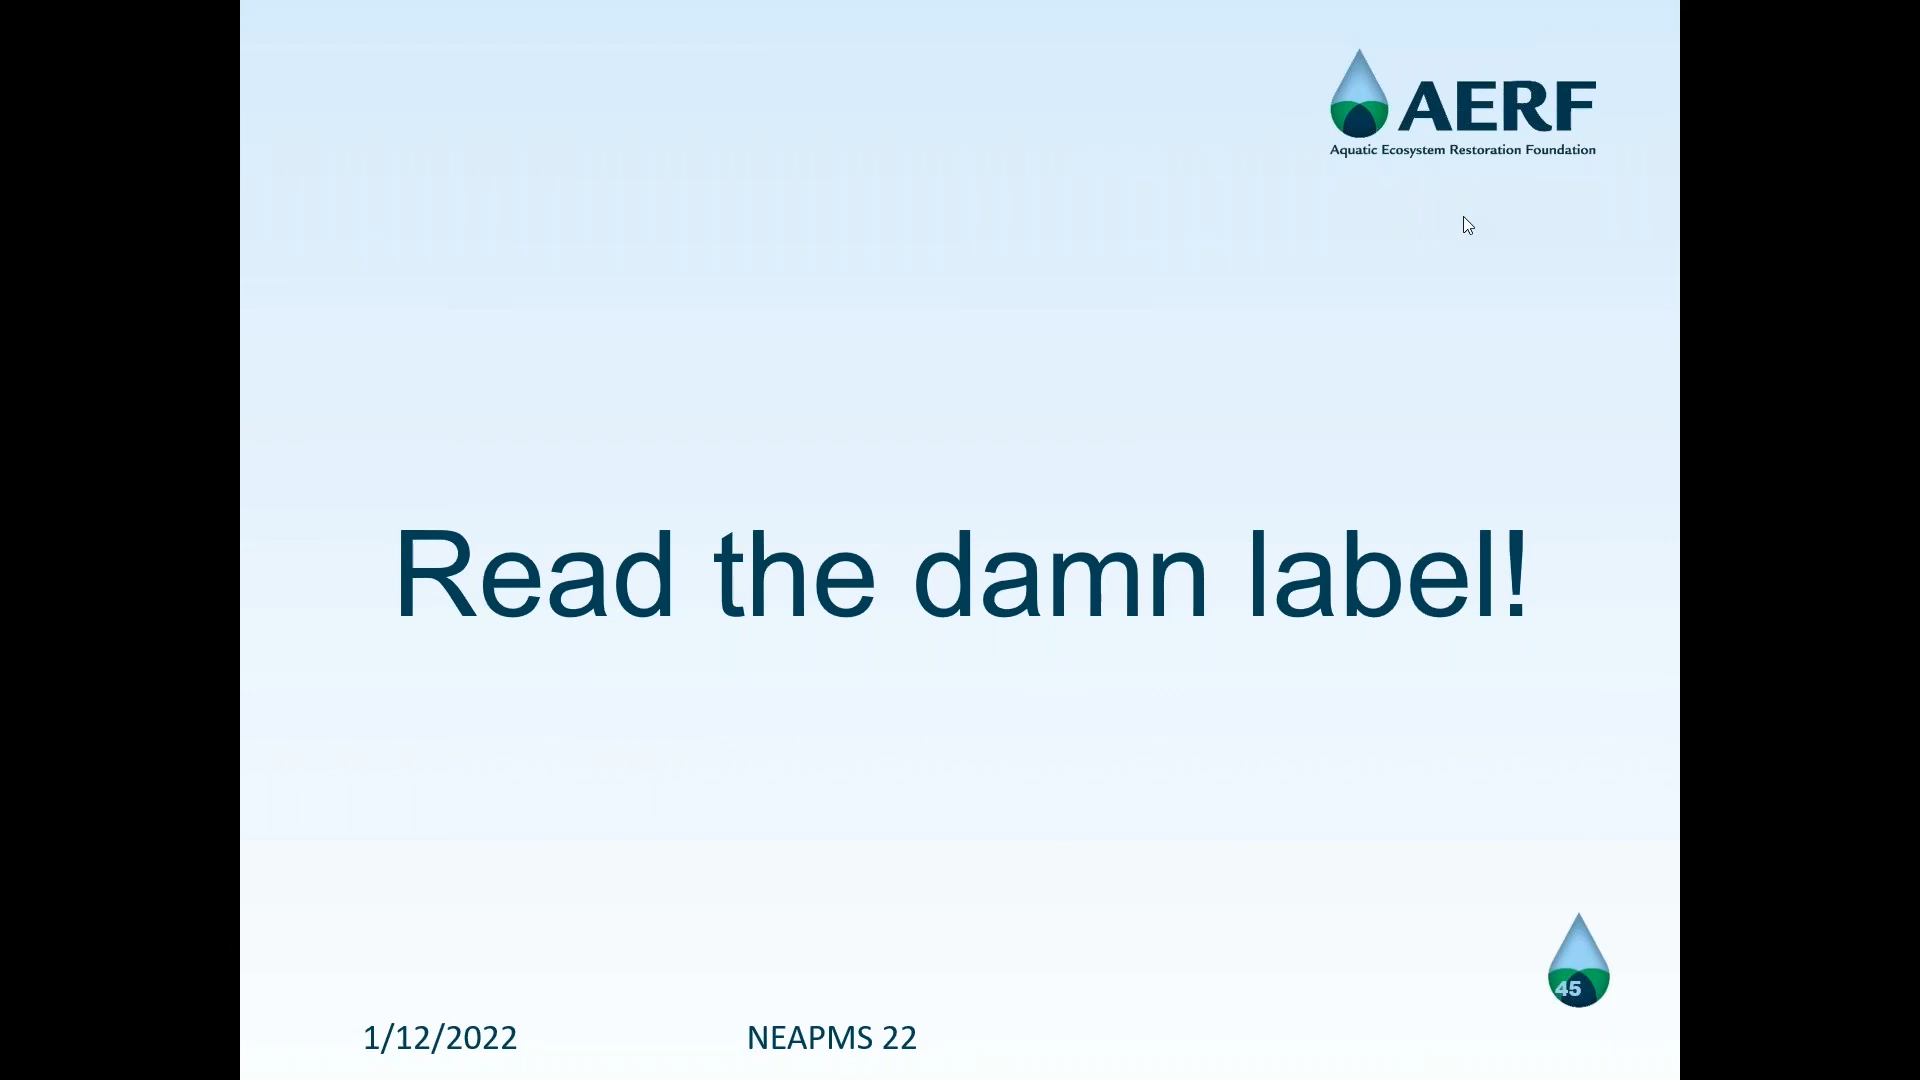 AERF
Aquatic Ecosystem Restoration Foundation
Read the damn label!
45
1/12/2022
NEAPMS 22